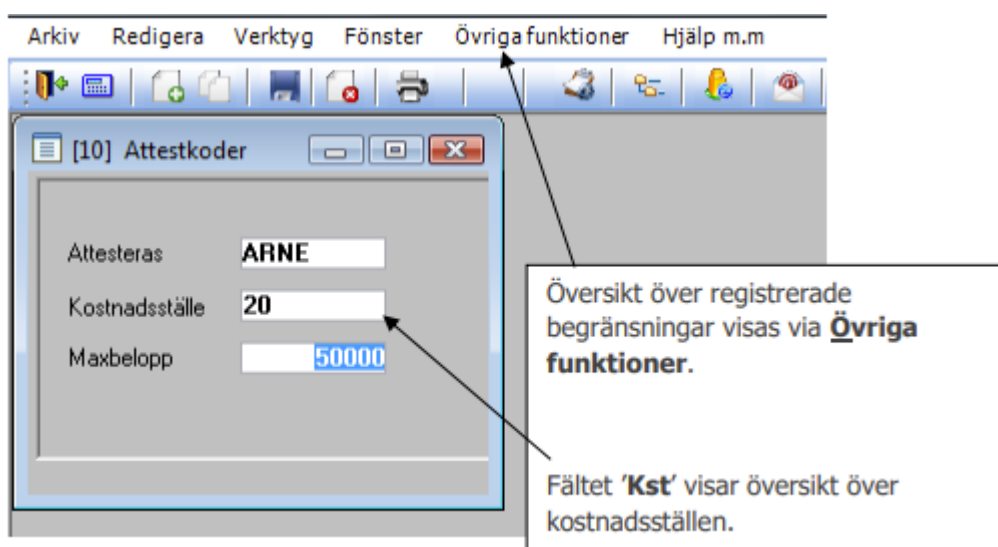 Arkiv Redigera Verktyg Fönster Övriga funktioner Hjälp m.m
[10] Attestkoder
Attesteras ARNE
Kostnadsställe 20
Maxbelopp 50000
Översikt över registrerade
begränsningar visas via Övriga
funktioner.
Fältet ’Kst’ visar översikt över
kostnadsställen.